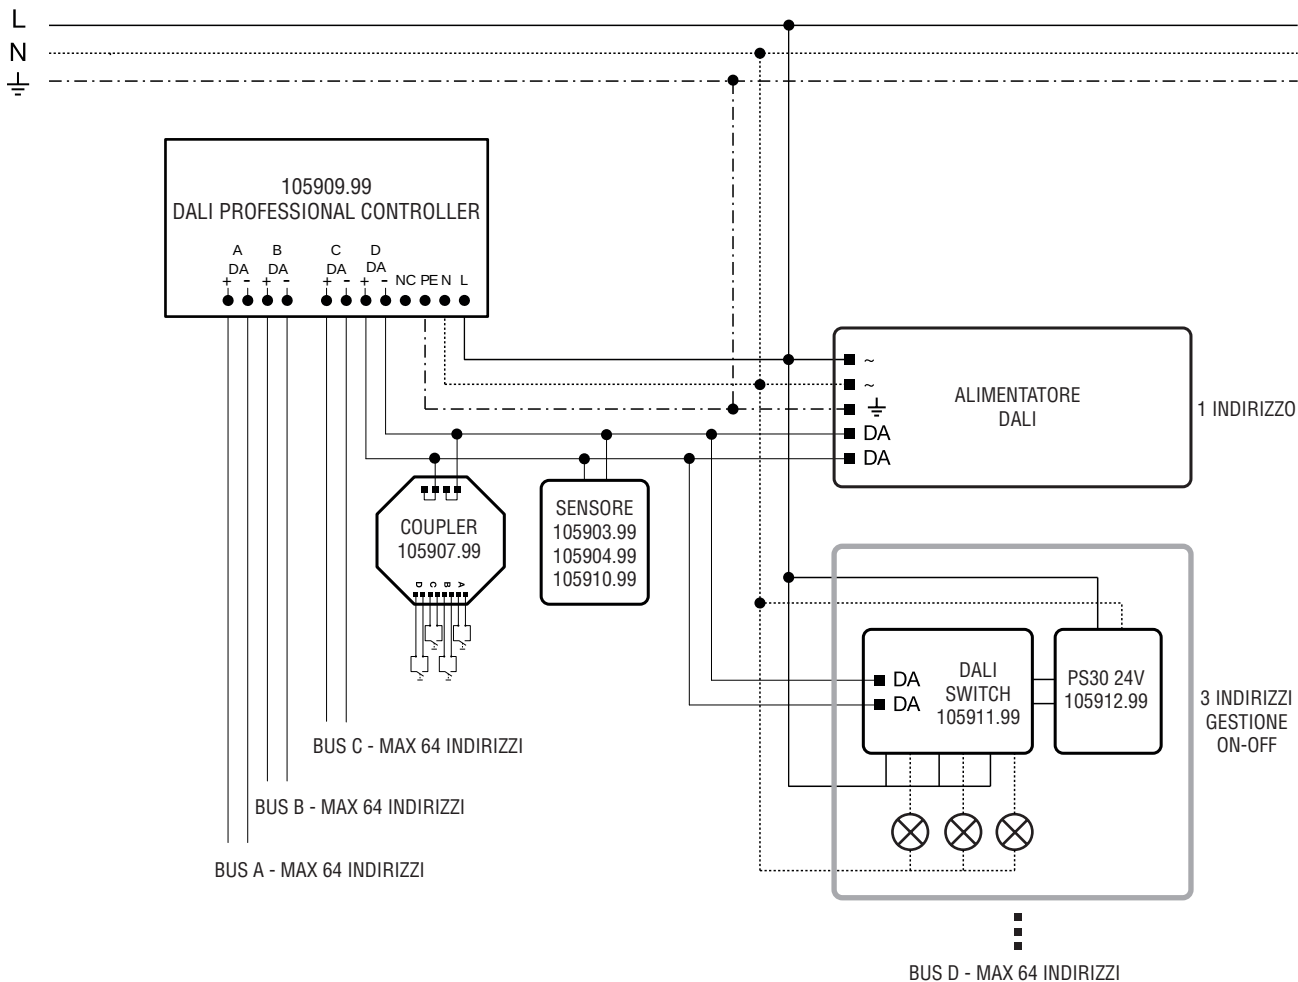 L
N
105909.99
DALI PROFESSIONAL CONTROLLER
A B C D
DA DA DA DA
+ - + - + - + - NC PE N L
~
~
ALIMENTATORE
DALI
1 INDIRIZZO
DA
DA
COUPLER
105907.99
D C B A
SENSORE
105903.99
105904.99
105910.99
DA
DA
DALI
SWITCH
105911.99
PS30 24V
105912.99
3 INDIRIZZI
GESTIONE
ON-OFF
BUS C - MAX 64 INDIRIZZI
BUS B - MAX 64 INDIRIZZI
BUS A - MAX 64 INDIRIZZI
BUS D - MAX 64 INDIRIZZI